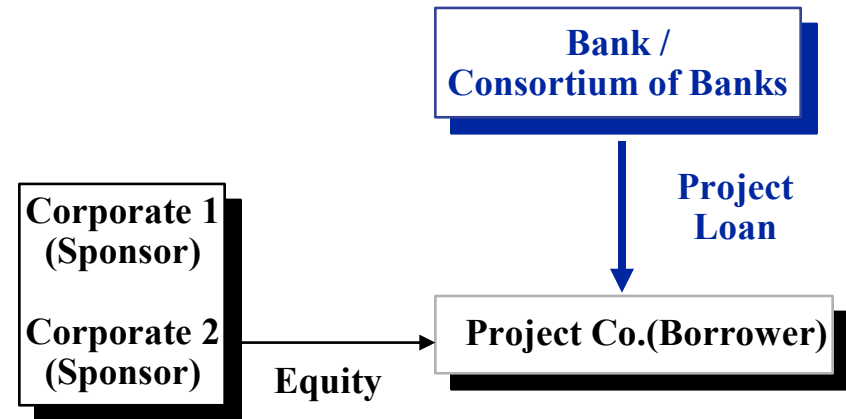 Bank /
Consortium of Banks
Project
Loan
Corporate 1
(Sponsor)
Corporate 2
(Sponsor)
Equity
Project Co.(Borrower)